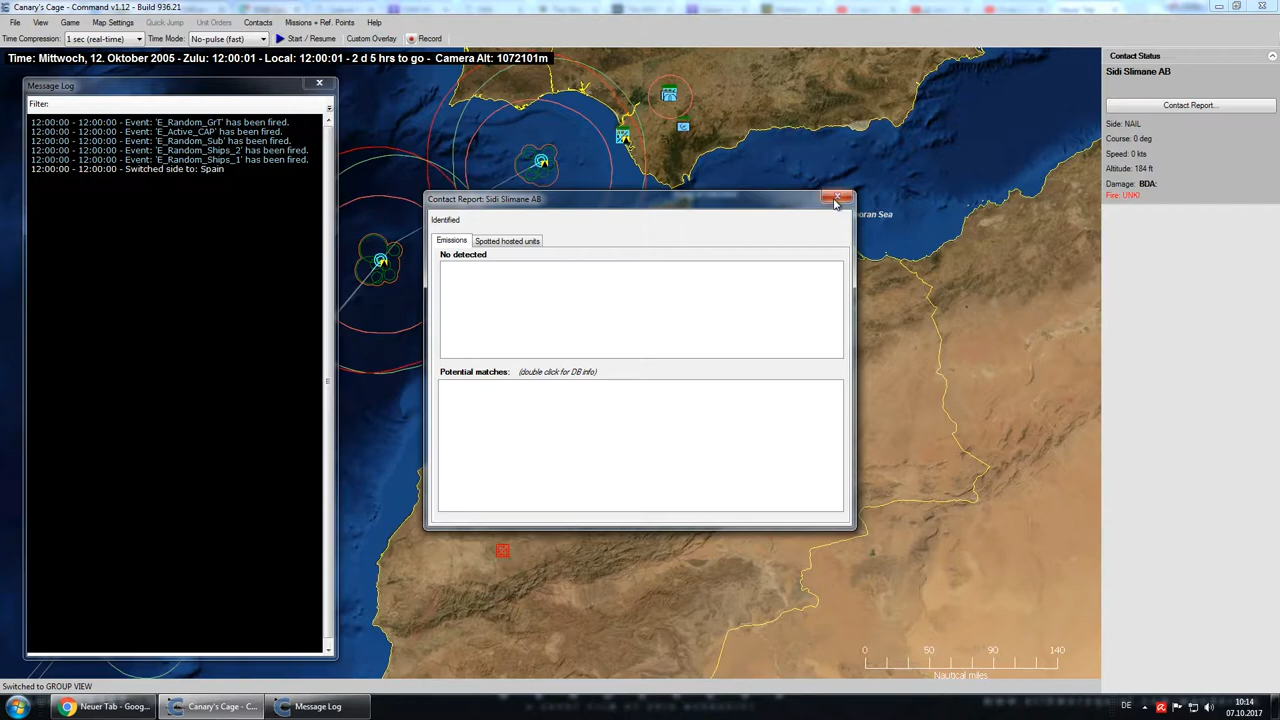 Canary's Cage - Command v1.12 - Build 936.21
File View Game Map Settings Quick Jump Unit Orders Contacts Missions + Ref. Points Help
Time Compression: 1 sec (real-time) Time Mode: No-pulse (fast) Start / Resume Custom Overlay Record
Time: Mittwoch, 12. Oktober 2005 - Zulu: 12:00:01 - Local: 12:00:01 - 2 d 5 hrs to go - Camera Alt: 1072101m
Contact Status
Sidi Slimane AB
Contact Report...
Side: NAIL
Course: 0 deg
Speed: 0 kts
Altitude: 184 ft
Damage: BDA:
Fire: UNK!
Message Log
Filter:
12:00:00 - 12:00:00 - Event: 'E_Random_GrT' has been fired.
12:00:00 - 12:00:00 - Event: 'E_Active_CAP' has been fired.
12:00:00 - 12:00:00 - Event: 'E_Random_Sub' has been fired.
12:00:00 - 12:00:00 - Event: 'E_Random_Ships_2' has been fired.
12:00:00 - 12:00:00 - Event: 'E_Random_Ships_1' has been fired.
12:00:00 - 12:00:00 - Switched side to: Spain
Contact Report: Sidi Slimane AB
Identified
Emissions Spotted hosted units
No detected
Potential matches: (double click for DB info)
oran Sea
0 50 90 140
Nautical miles
Switched to GROUP VIEW
Neuer Tab - Goog... Canary's Cage - C... Message Log
DE
10:14
07.10.2017